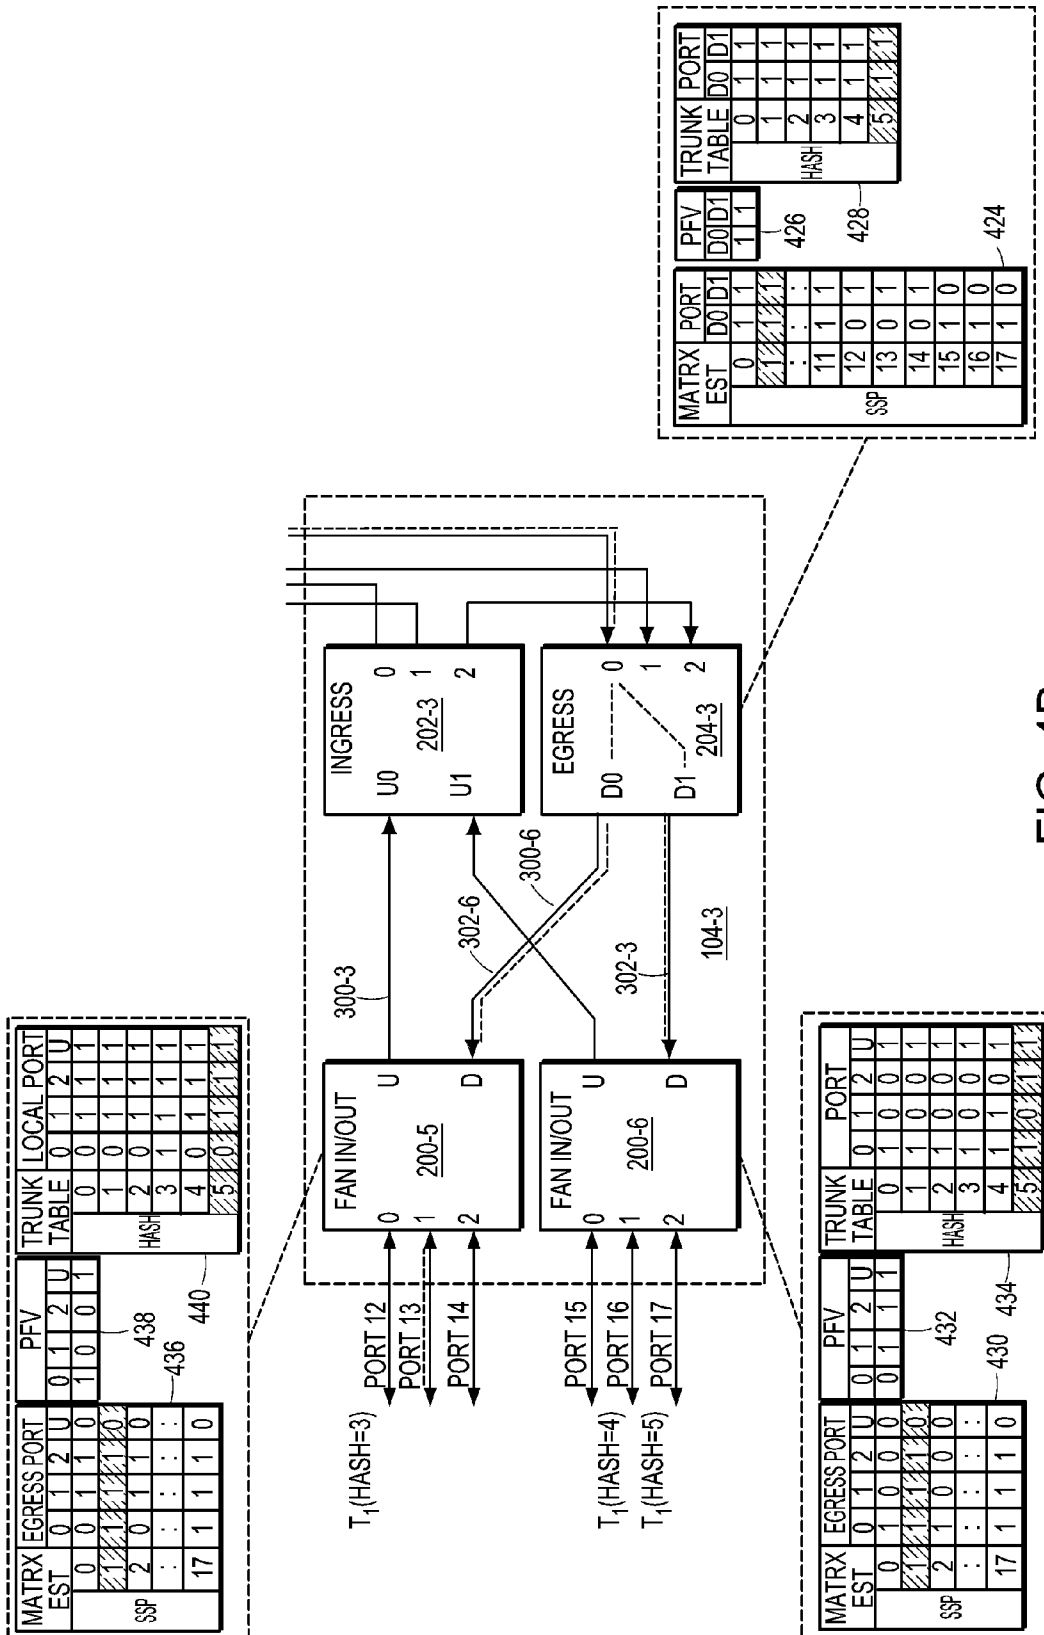 MATRX EST EGRESS PORT
0 1 2 U
SSP
0 0 1 1 0
1 1 1 1 0
2 0 1 1 0
: : : : :
17 1 1 1 0
436
PFV
0 1 2 U
1 0 0 1
438
TRUNK TABLE LOCAL PORT
0 1 2 U
HASH
0 0 1 1 1
1 0 1 1 1
2 0 1 1 1
3 1 1 1 1
4 0 1 1 1
5 0 1 1 1
440
T1(HASH=3)
PORT 12
PORT 13
PORT 14
FAN IN/OUT
0 U
1 200-5
2 D
300-3
302-6
300-6
INGRESS
U0 0
202-3 1
U1 2
T1(HASH=4)
T1(HASH=5)
PORT 15
PORT 16
PORT 17
FAN IN/OUT
0 U
1 200-6
2 D
302-3
104-3
EGRESS
D0 0
1
D1 2
204-3
MATRX EST EGRESS PORT
0 1 2 U
SSP
0 1 0 0 0
1 1 1 1 0
2 1 0 0 0
: : : : :
17 1 1 1 0
430
PFV
0 1 2 U
0 1 1 1
432
TRUNK TABLE PORT
0 1 2 U
HASH
0 1 0 0 1
1 1 0 0 1
2 1 0 0 1
3 1 0 0 1
4 1 1 0 1
5 1 0 1 1
434
MATRX EST PORT
D0 D1
SSP
0 1 1
1 1 1
: : :
11 1 1
12 0 1
13 0 1
14 0 1
15 1 0
16 1 0
17 1 0
424
PFV
D0 D1
1 1
426
TRUNK TABLE PORT
D0 D1
HASH
0 1 1
1 1 1
2 1 1
3 1 1
4 1 1
5 1 1
428